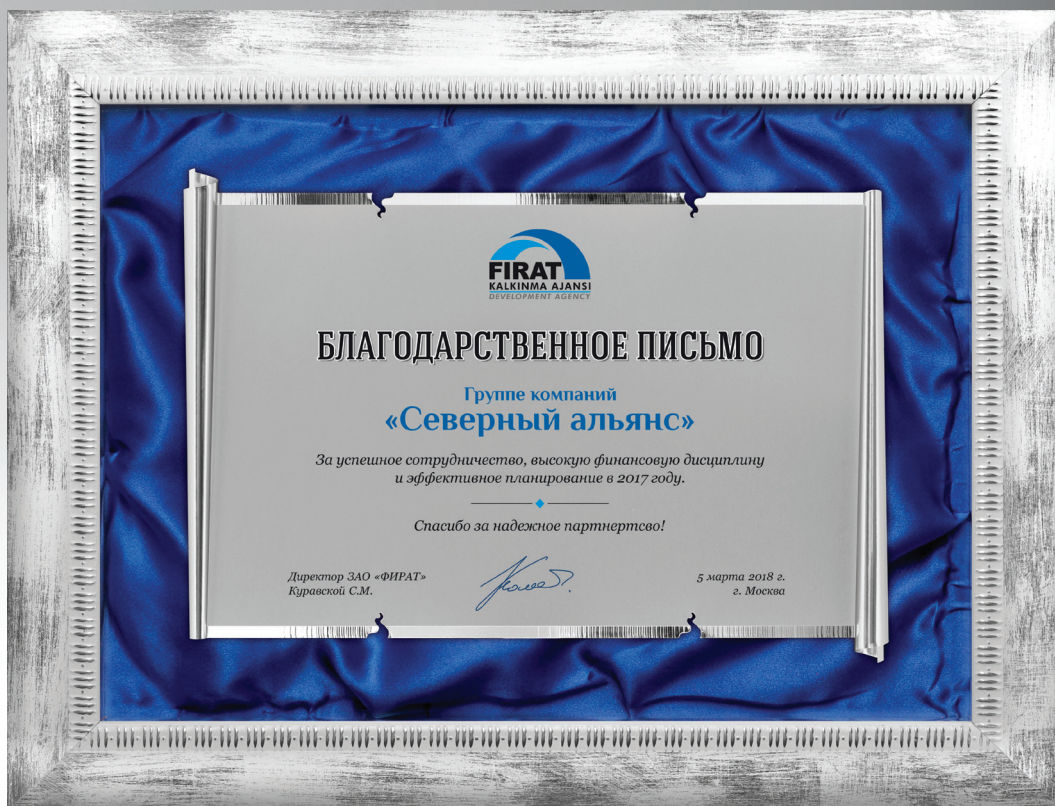 FIRAT
KALKINMA AJANSI
DEVELOPMENT AGENCY
БЛАГОДАРСТВЕННОЕ ПИСЬМО
Группе компаний
«Северный альянс»
За успешное сотрудничество, высокую финансовую дисциплину
и эффективное планирование в 2017 году.
Спасибо за надежное партнертсво!
Директор ЗАО «ФИРАТ»
Куравской С.М.
5 марта 2018 г.
г. Москва